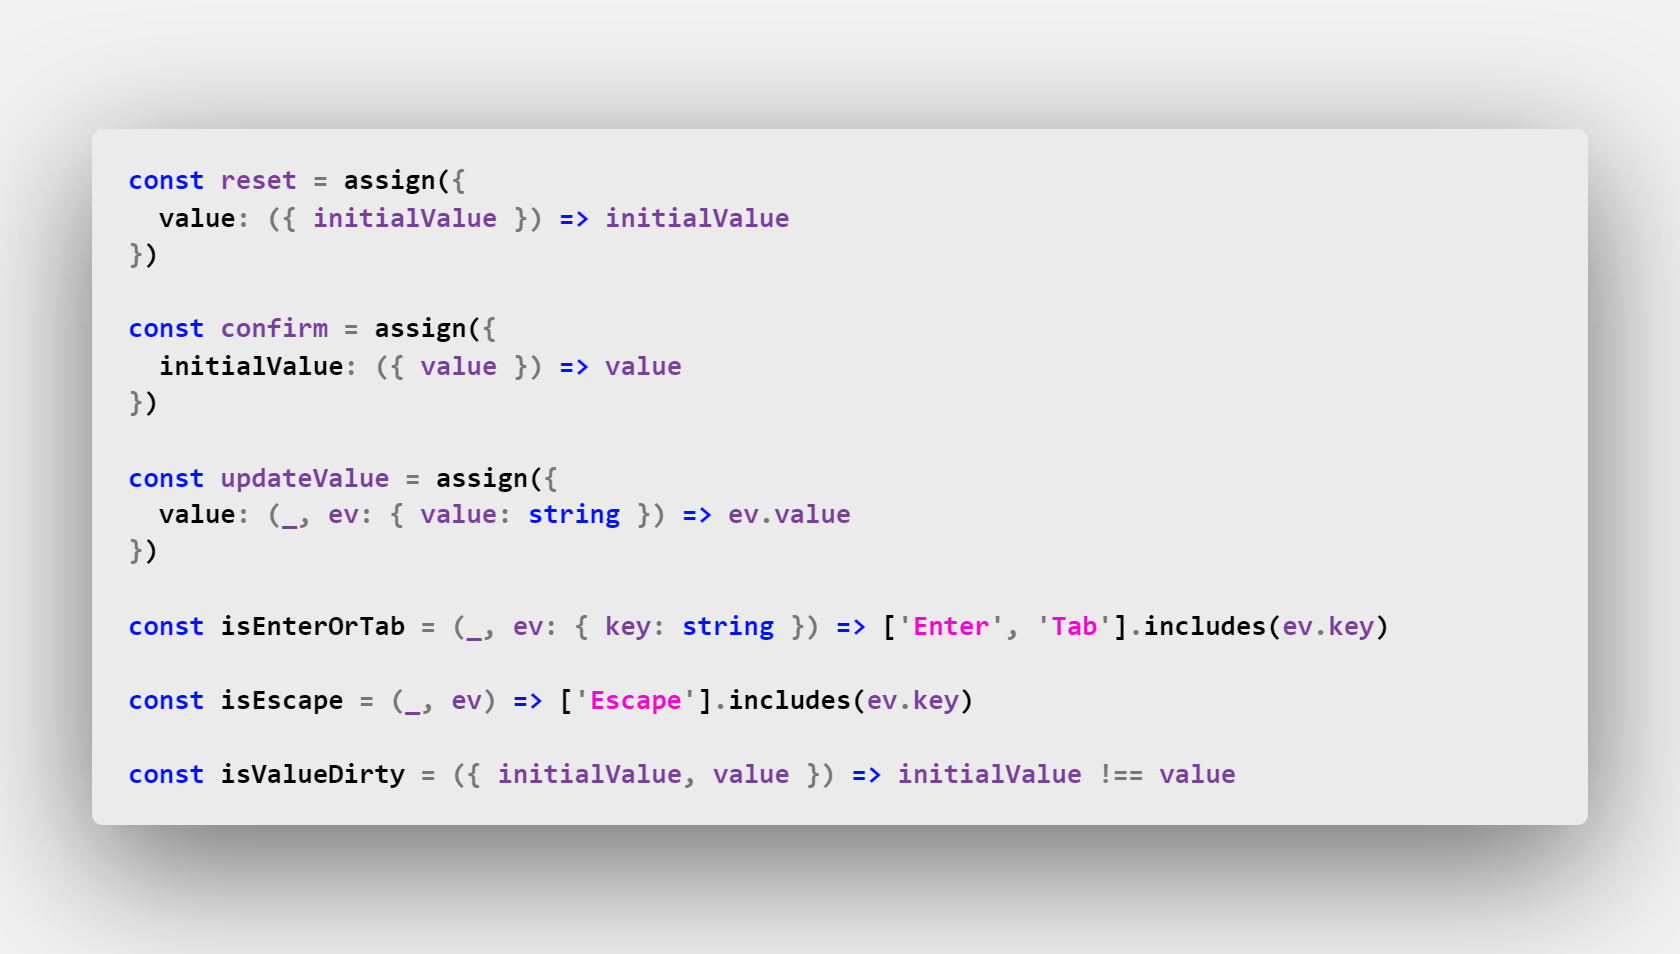 const reset = assign({
  value: ({ initialValue }) => initialValue
})
const confirm = assign({
  initialValue: ({ value }) => value
})
const updateValue = assign({
  value: (_, ev: { value: string }) => ev.value
})
const isEnterOrTab = (_, ev: { key: string }) => ['Enter', 'Tab'].includes(ev.key)
const isEscape = (_, ev) => ['Escape'].includes(ev.key)
const isValueDirty = ({ initialValue, value }) => initialValue !== value